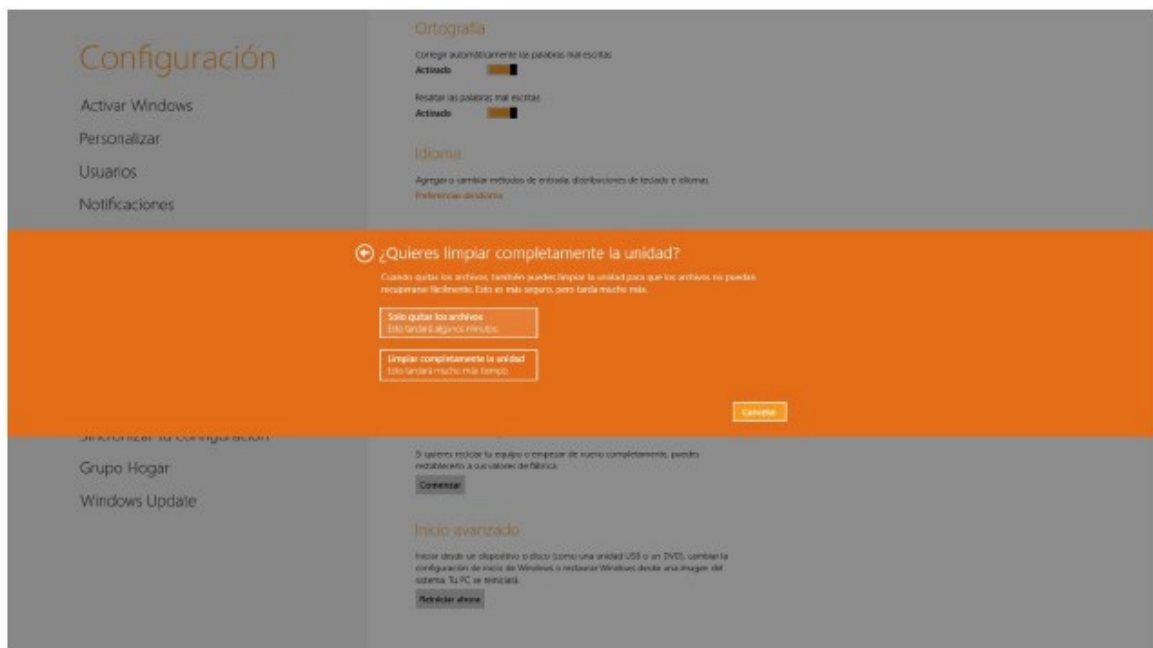 Configuración
Activar Windows
Personalizar
Usuarios
Notificaciones
Ortografía
Corregir automáticamente las palabras mal escritas
Activado
Resaltar las palabras mal escritas
Activado
Idioma
Agregar o cambiar métodos de entrada, distribuciones de teclado e idiomas.
Preferencias de idioma
¿Quieres limpiar completamente la unidad?
Cuando quitas los archivos, también puedes limpiar la unidad para que los archivos no puedan
recuperarse fácilmente. Esto es más seguro, pero tarda mucho más.
Solo quitar los archivos
Esto tardará algunos minutos.
Limpiar completamente la unidad
Esto tardará mucho más tiempo.
Cancelar
Sincronizar tu configuración
Grupo Hogar
Windows Update
Si quieres reciclar tu equipo o empezar de nuevo completamente, puedes
restablecerlo a sus valores de fábrica.
Comenzar
Inicio avanzado
Iniciar desde un dispositivo o disco (como una unidad USB o un DVD), cambiar la
configuración de inicio de Windows o restaurar Windows desde una imagen del
sistema. Tu PC se reiniciará.
Reiniciar ahora